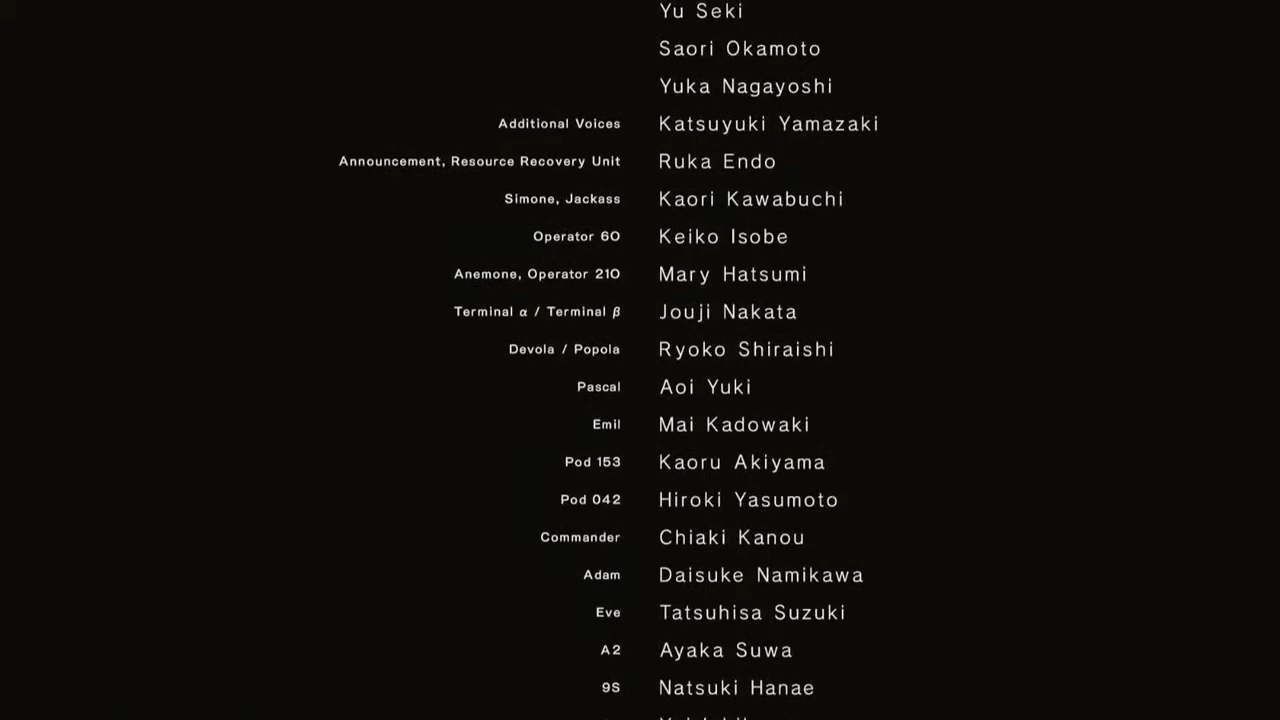 Yu Seki
Saori Okamoto
Yuka Nagayoshi
Additional Voices Katsuyuki Yamazaki
Announcement, Resource Recovery Unit Ruka Endo
Simone, Jackass Kaori Kawabuchi
Operator 6O Keiko Isobe
Anemone, Operator 21O Mary Hatsumi
Terminal α / Terminal β Jouji Nakata
Devola / Popola Ryoko Shiraishi
Pascal Aoi Yuki
Emil Mai Kadowaki
Pod 153 Kaoru Akiyama
Pod 042 Hiroki Yasumoto
Commander Chiaki Kanou
Adam Daisuke Namikawa
Eve Tatsuhisa Suzuki
A2 Ayaka Suwa
9S Natsuki Hanae